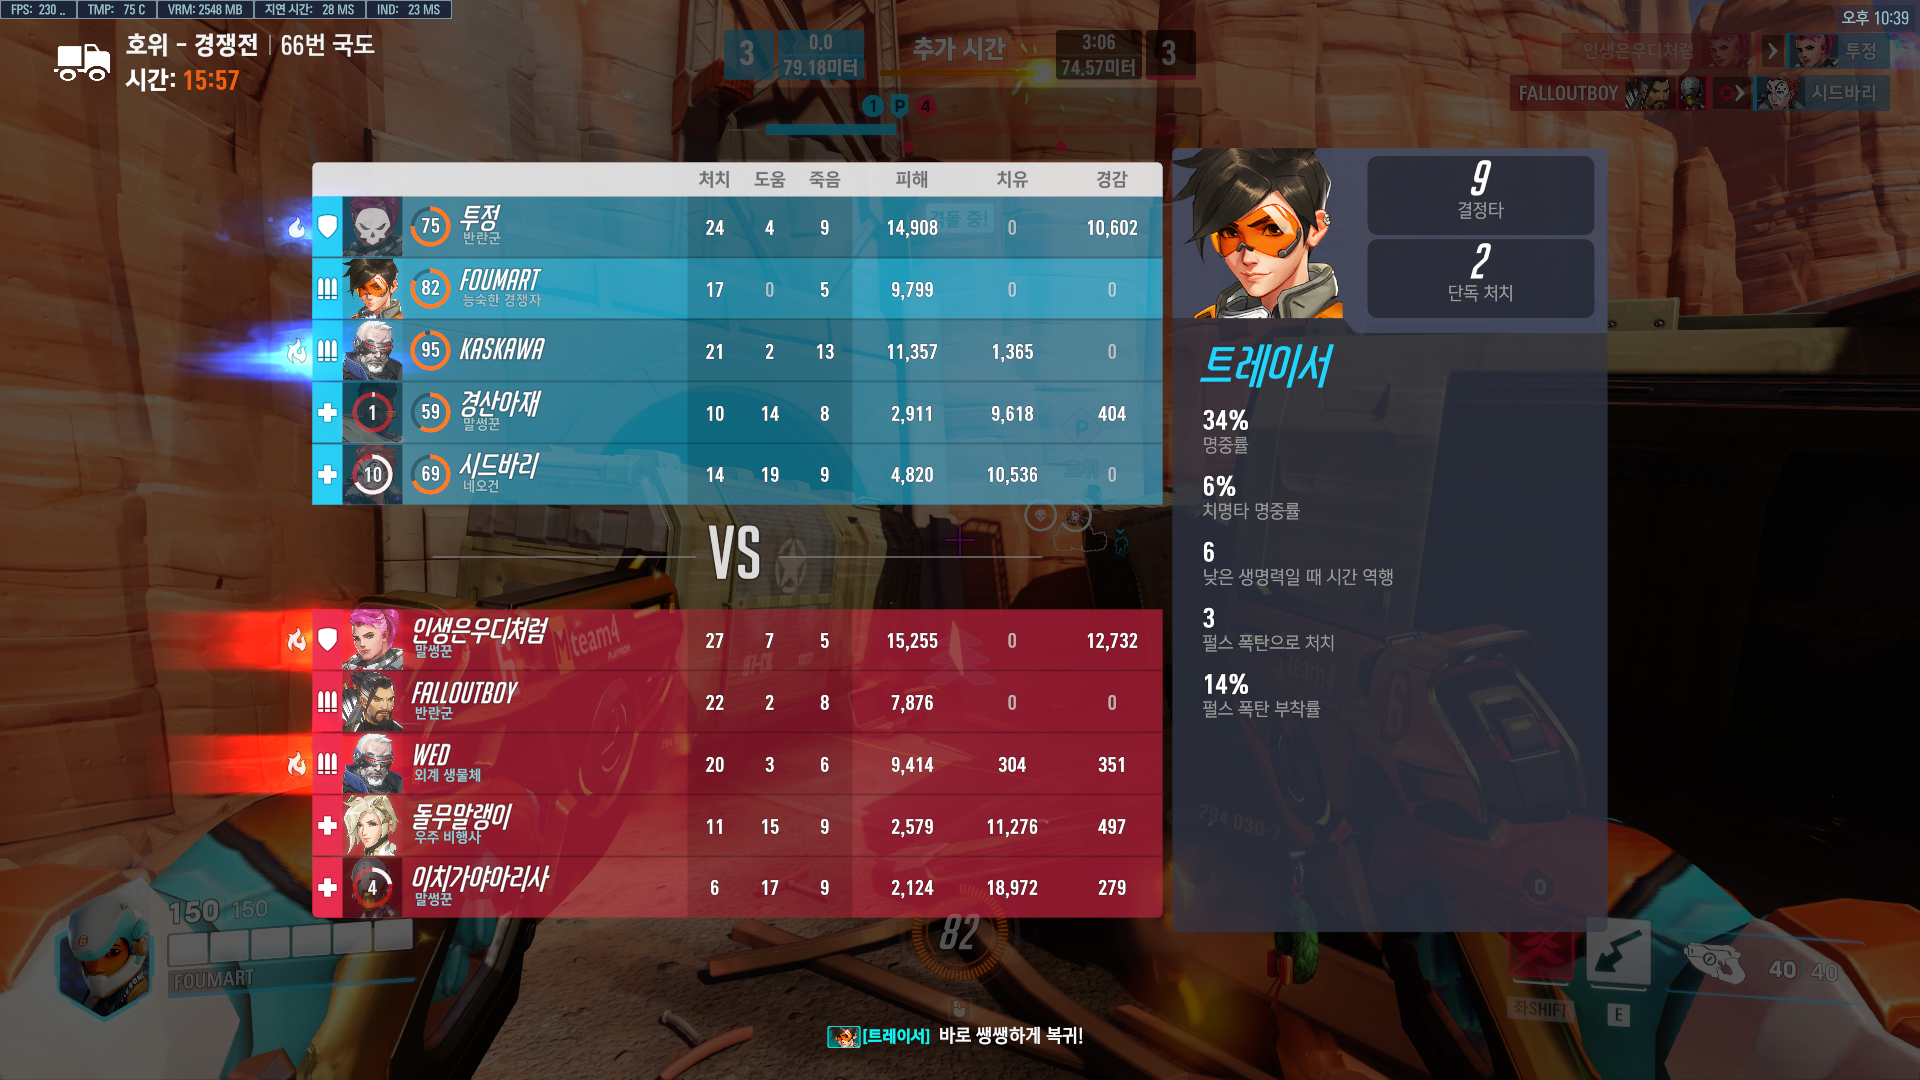 FPS: 230 .. TMP: 75 C VRM: 2548 MB 지연 시간: 28 MS IND: 23 MS
오후 10:39
호위 - 경쟁전 | 66번 국도
시간: 15:57
3 0.0 79.18미터 추가 시간 3:06 74.57미터 3
1 P 4
인생은우디처럼 투정
FALLOUTBOY 시드바리
처치 도움 죽음 피해 치유 경감
75 투정 24 4 9 14,908 0 10,602
반란군
82 FOUMART 17 0 5 9,799 0 0
능숙한 경쟁자
95 KASKAWA 21 2 13 11,357 1,365 0
1 59 경산아재 10 14 8 2,911 9,618 404
말썽꾼
10 69 시드바리 14 19 9 4,820 10,536 0
네오건
VS
인생은우디처럼 27 7 5 15,255 0 12,732
말썽꾼
FALLOUTBOY 22 2 8 7,876 0 0
반란군
WED 20 3 6 9,414 304 351
외계 생물체
돌무말랭이 11 15 9 2,579 11,276 497
우주 비행사
4 이치가야아리사 6 17 9 2,124 18,972 279
말썽꾼
9
결정타
2
단독 처치
트레이서
34%
명중률
6%
치명타 명중률
6
낮은 생명력일 때 시간 역행
3
펄스 폭탄으로 처치
14%
펄스 폭탄 부착률
team4
team4
294 030-7
0
150 150
FOUMART
82
좌SHIFT
E
40 40
[트레이서] 바로 쌩쌩하게 복귀!